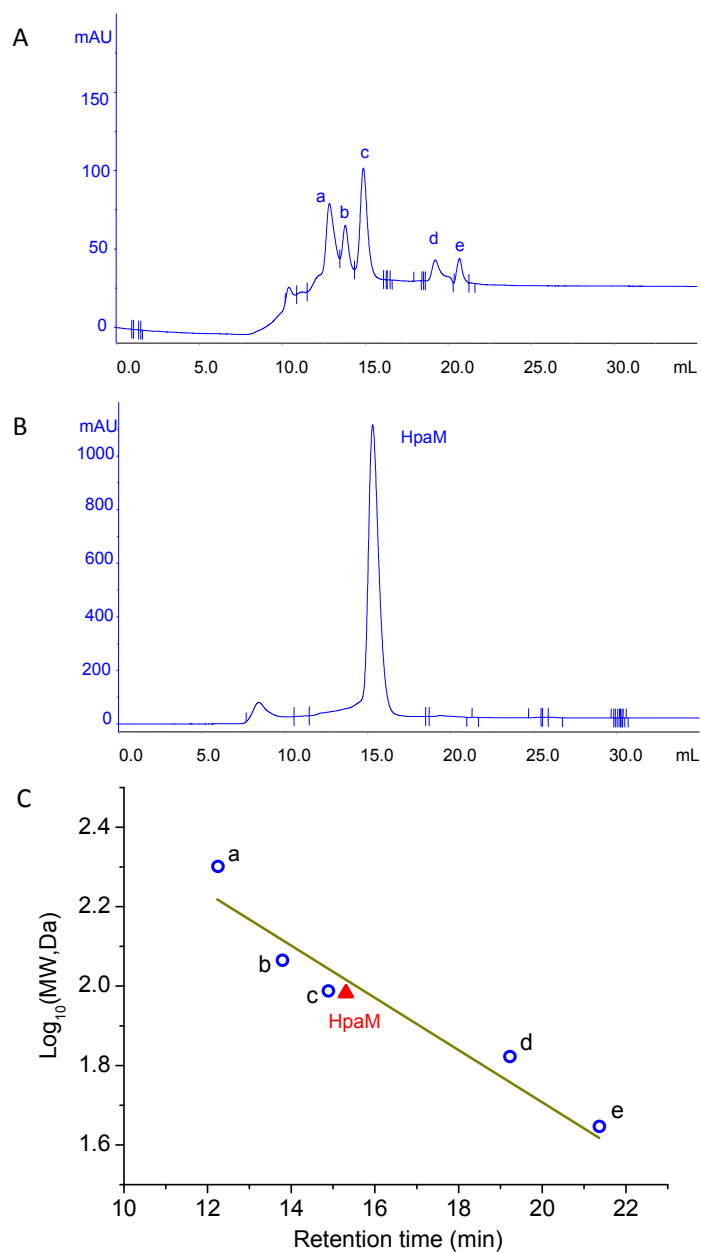 A
mAU
150
c
100
a
b
50
d
e
0
0.0 5.0 10.0 15.0 20.0 25.0 30.0 mL
B
mAU
HpaM
1000
800
600
400
200
0
0.0 5.0 10.0 15.0 20.0 25.0 30.0 mL
C
2.4
a
2.2
b
2.0
c
HpaM
d
1.8
e
1.6
Log10(MW,Da)
10 12 14 16 18 20 22
Retention time (min)